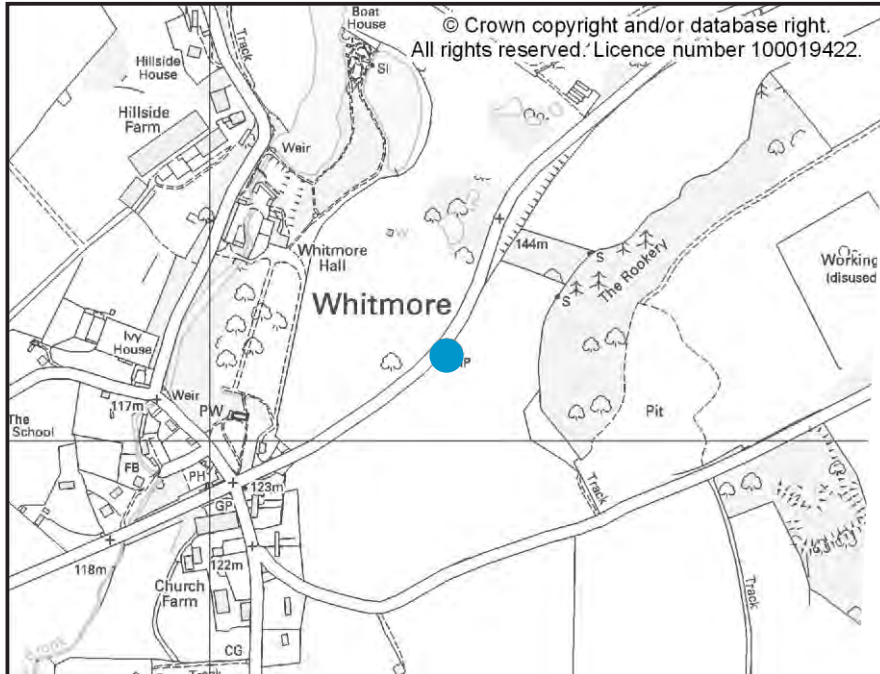 Boat
House
© Crown copyright and/or database right.
All rights reserved. Licence number 100019422.
Track
Hillside
House
Sl
Hillside
Farm
Weir
144m
Whitmore
Hall
S
The Rookery
S
Working
(disused
Whitmore
Ivy
House
Weir
117m
PW
Pit
The
School
FB
PH
123m
GP
Track
118m
122m
Church
Farm
Track
Brook
CG
Track